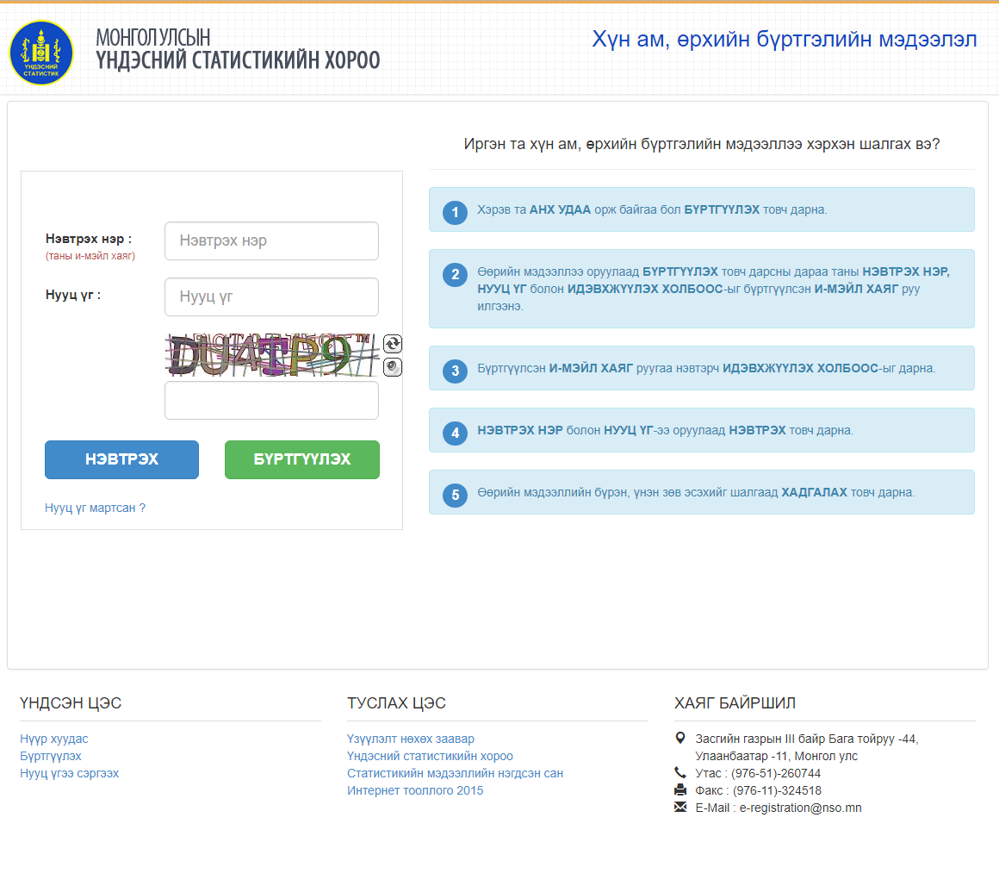 ҮНДЭСНИЙ
СТАТИСТИК
МОНГОЛ УЛСЫН
ҮНДЭСНИЙ СТАТИСТИКИЙН ХОРОО
Хүн ам, өрхийн бүртгэлийн мэдээлэл
Нэвтрэх нэр :
(таны и-мэйл хаяг)
Нэвтрэх нэр
Нууц үг :
Нууц үг
DU4TP9
НЭВТРЭХ
БҮРТГҮҮЛЭХ
Нууц үг мартсан ?
Иргэн та хүн ам, өрхийн бүртгэлийн мэдээллээ хэрхэн шалгах вэ?
1 Хэрэв та АНХ УДАА орж байгаа бол БҮРТГҮҮЛЭХ товч дарна.
2 Өөрийн мэдээллээ оруулаад БҮРТГҮҮЛЭХ товч дарсны дараа таны НЭВТРЭХ НЭР,
НУУЦ ҮГ болон ИДЭВХЖҮҮЛЭХ ХОЛБООС-ыг бүртгүүлсэн И-МЭЙЛ ХАЯГ руу
илгээнэ.
3 Бүртгүүлсэн И-МЭЙЛ ХАЯГ руугаа нэвтэрч ИДЭВХЖҮҮЛЭХ ХОЛБООС-ыг дарна.
4 НЭВТРЭХ НЭР болон НУУЦ ҮГ-ээ оруулаад НЭВТРЭХ товч дарна.
5 Өөрийн мэдээллийн бүрэн, үнэн зөв эсэхийг шалгаад ХАДГАЛАХ товч дарна.
ҮНДСЭН ЦЭС
Нүүр хуудас
Бүртгүүлэх
Нууц үгээ сэргээх
ТУСЛАХ ЦЭС
Үзүүлэлт нөхөх заавар
Үндэсний статистикийн хороо
Статистикийн мэдээллийн нэгдсэн сан
Интернет тооллого 2015
ХАЯГ БАЙРШИЛ
Засгийн газрын III байр Бага тойруу -44,
Улаанбаатар -11, Монгол улс
Утас : (976-51)-260744
Факс : (976-11)-324518
E-Mail : e-registration@nso.mn